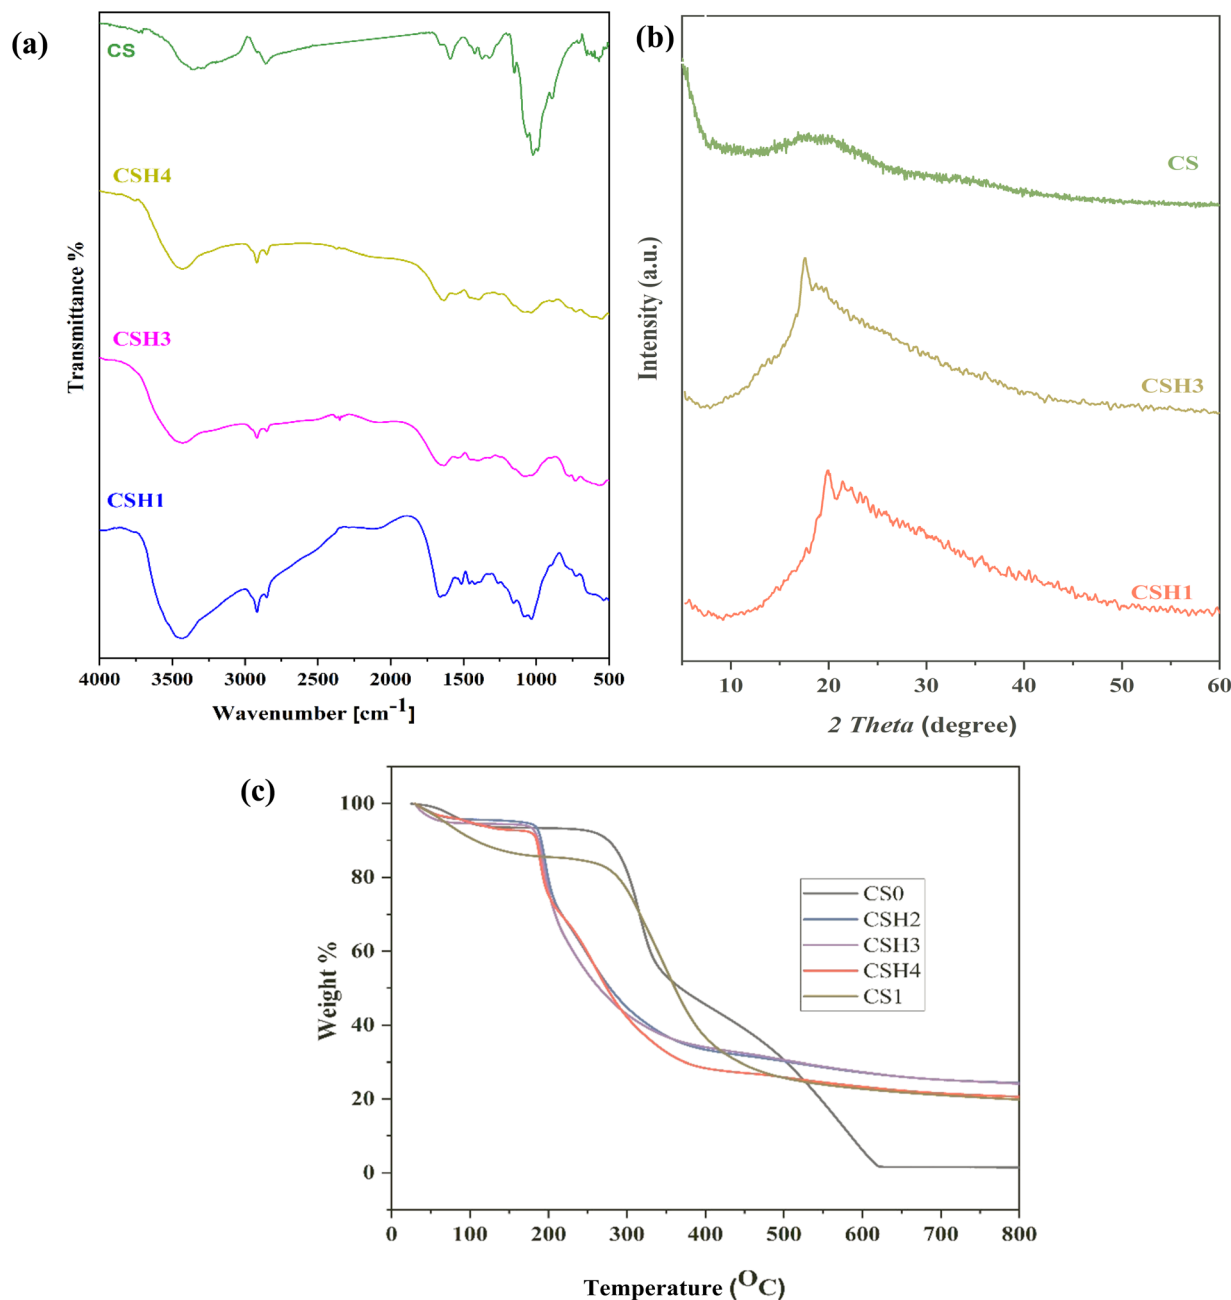 (a)
CS
CSH4
CSH3
CSH1
Transmittance %
4000 3500 3000 2500 2000 1500 1000 500
Wavenumber [cm-1]
(b)
CS
CSH3
CSH1
Intensity (a.u.)
10 20 30 40 50 60
2 Theta (degree)
(c)
100
80
60
40
20
0
Weight %
CS0
CSH2
CSH3
CSH4
CS1
0 100 200 300 400 500 600 700 800
Temperature (OC)